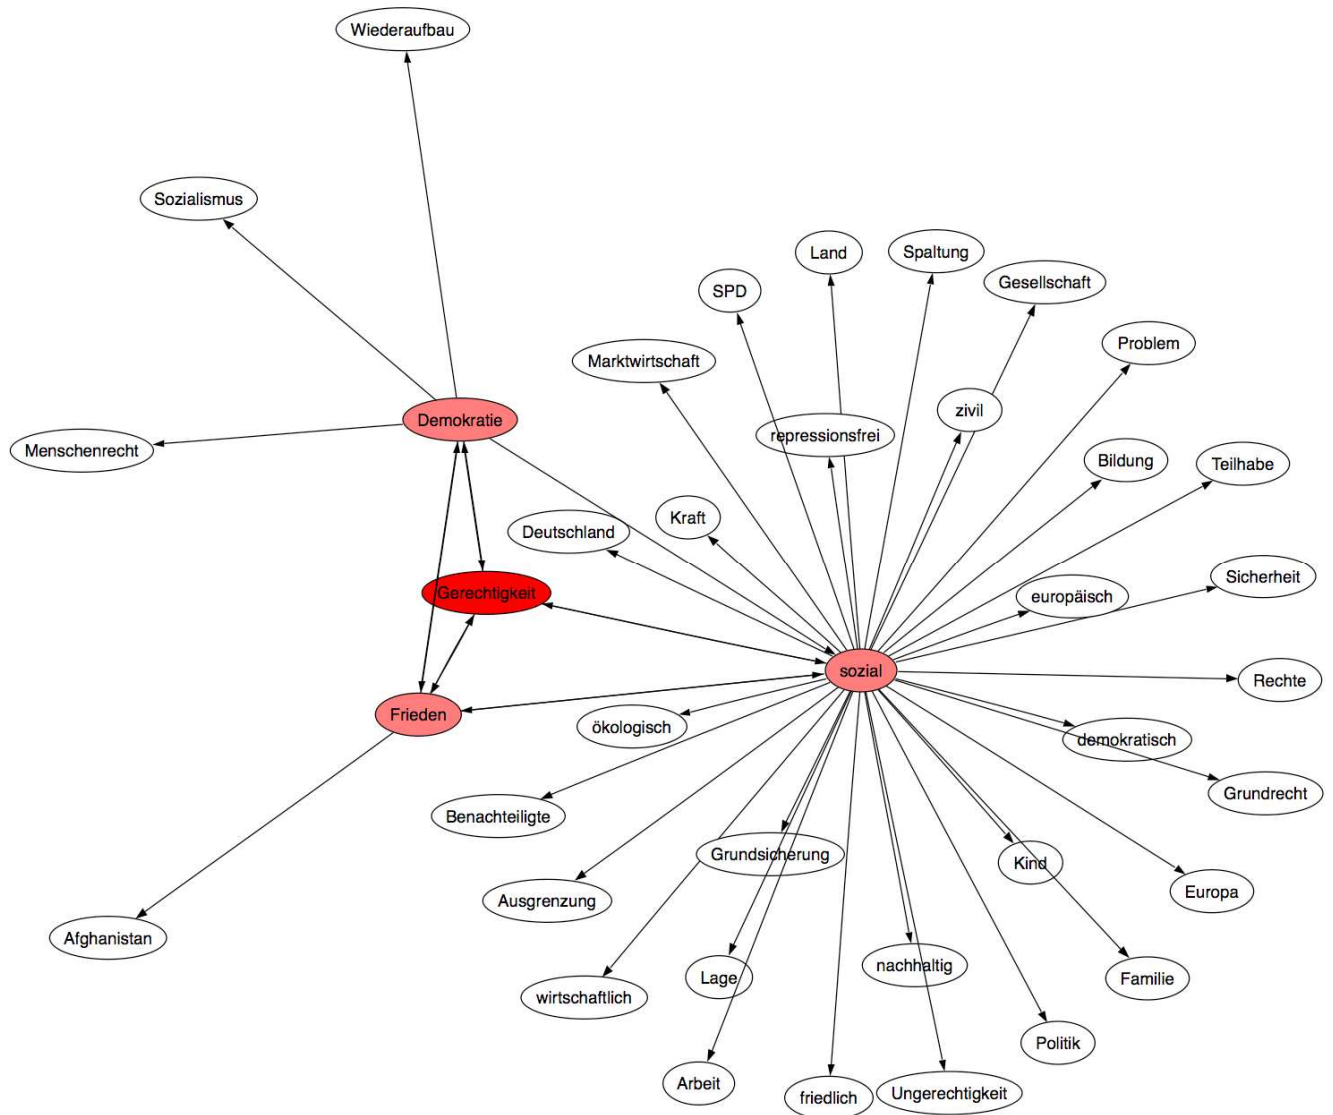 Wiederaufbau
Sozialismus
Land
Spaltung
SPD
Gesellschaft
Marktwirtschaft
Problem
Demokratie
zivil
repressionsfrei
Menschenrecht
Bildung
Teilhabe
Kraft
Deutschland
Sicherheit
Gerechtigkeit
europäisch
sozial
Rechte
Frieden
ökologisch
demokratisch
Grundrecht
Benachteiligte
Grundsicherung
Kind
Europa
Ausgrenzung
Afghanistan
nachhaltig
Lage
Familie
wirtschaftlich
Politik
Arbeit
friedlich
Ungerechtigkeit